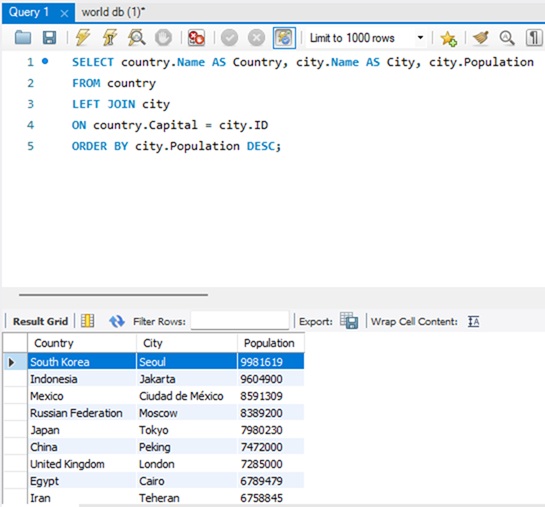 Query 1
world db (1)*
Limit to 1000 rows
1 SELECT country.Name AS Country, city.Name AS City, city.Population
2 FROM country
3 LEFT JOIN city
4 ON country.Capital = city.ID
5 ORDER BY city.Population DESC;
Result Grid Filter Rows: Export: Wrap Cell Content: IA
Country City Population
South Korea Seoul 9981619
Indonesia Jakarta 9604900
Mexico Ciudad de México 8591309
Russian Federation Moscow 8389200
Japan Tokyo 7980230
China Peking 7472000
United Kingdom London 7285000
Egypt Cairo 6789479
Iran Teheran 6758845